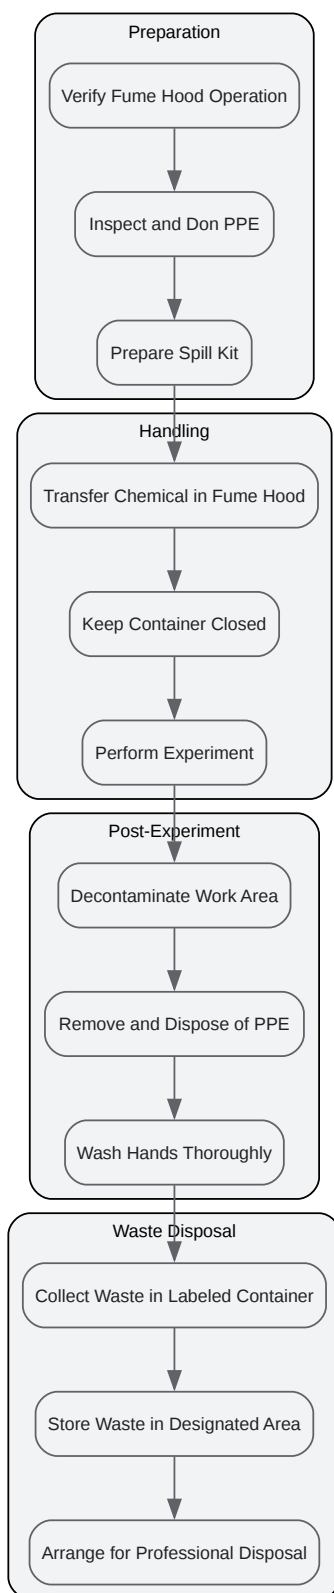 Preparation
Verify Fume Hood Operation
Inspect and Don PPE
Prepare Spill Kit
Handling
Transfer Chemical in Fume Hood
Keep Container Closed
Perform Experiment
Post-Experiment
Decontaminate Work Area
Remove and Dispose of PPE
Wash Hands Thoroughly
Waste Disposal
Collect Waste in Labeled Container
Store Waste in Designated Area
Arrange for Professional Disposal